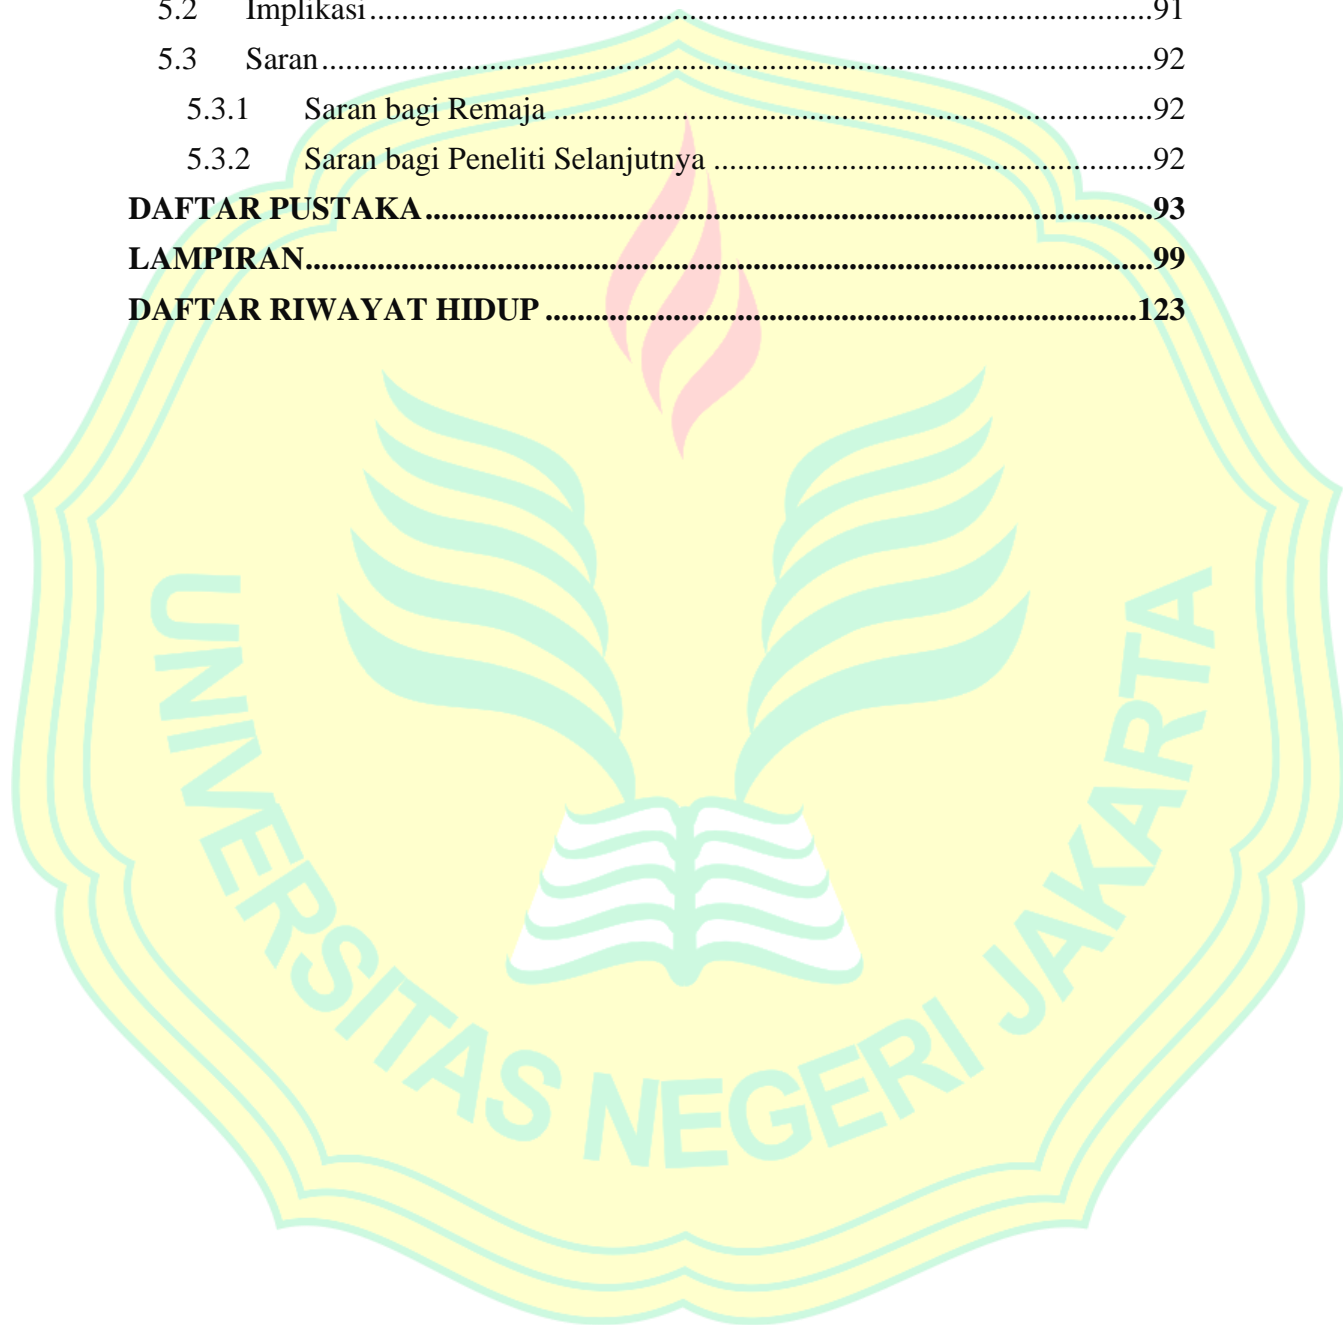 5.2 Implikasi.....................................................................................................91
5.3 Saran...........................................................................................................92
5.3.1 Saran bagi Remaja ...........................................................................92
5.3.2 Saran bagi Peneliti Selanjutnya .......................................................92
DAFTAR PUSTAKA...........................................................................................93
LAMPIRAN..........................................................................................................99
DAFTAR RIWAYAT HIDUP ..........................................................................123
UNIVERSITAS NEGERI JAKARTA